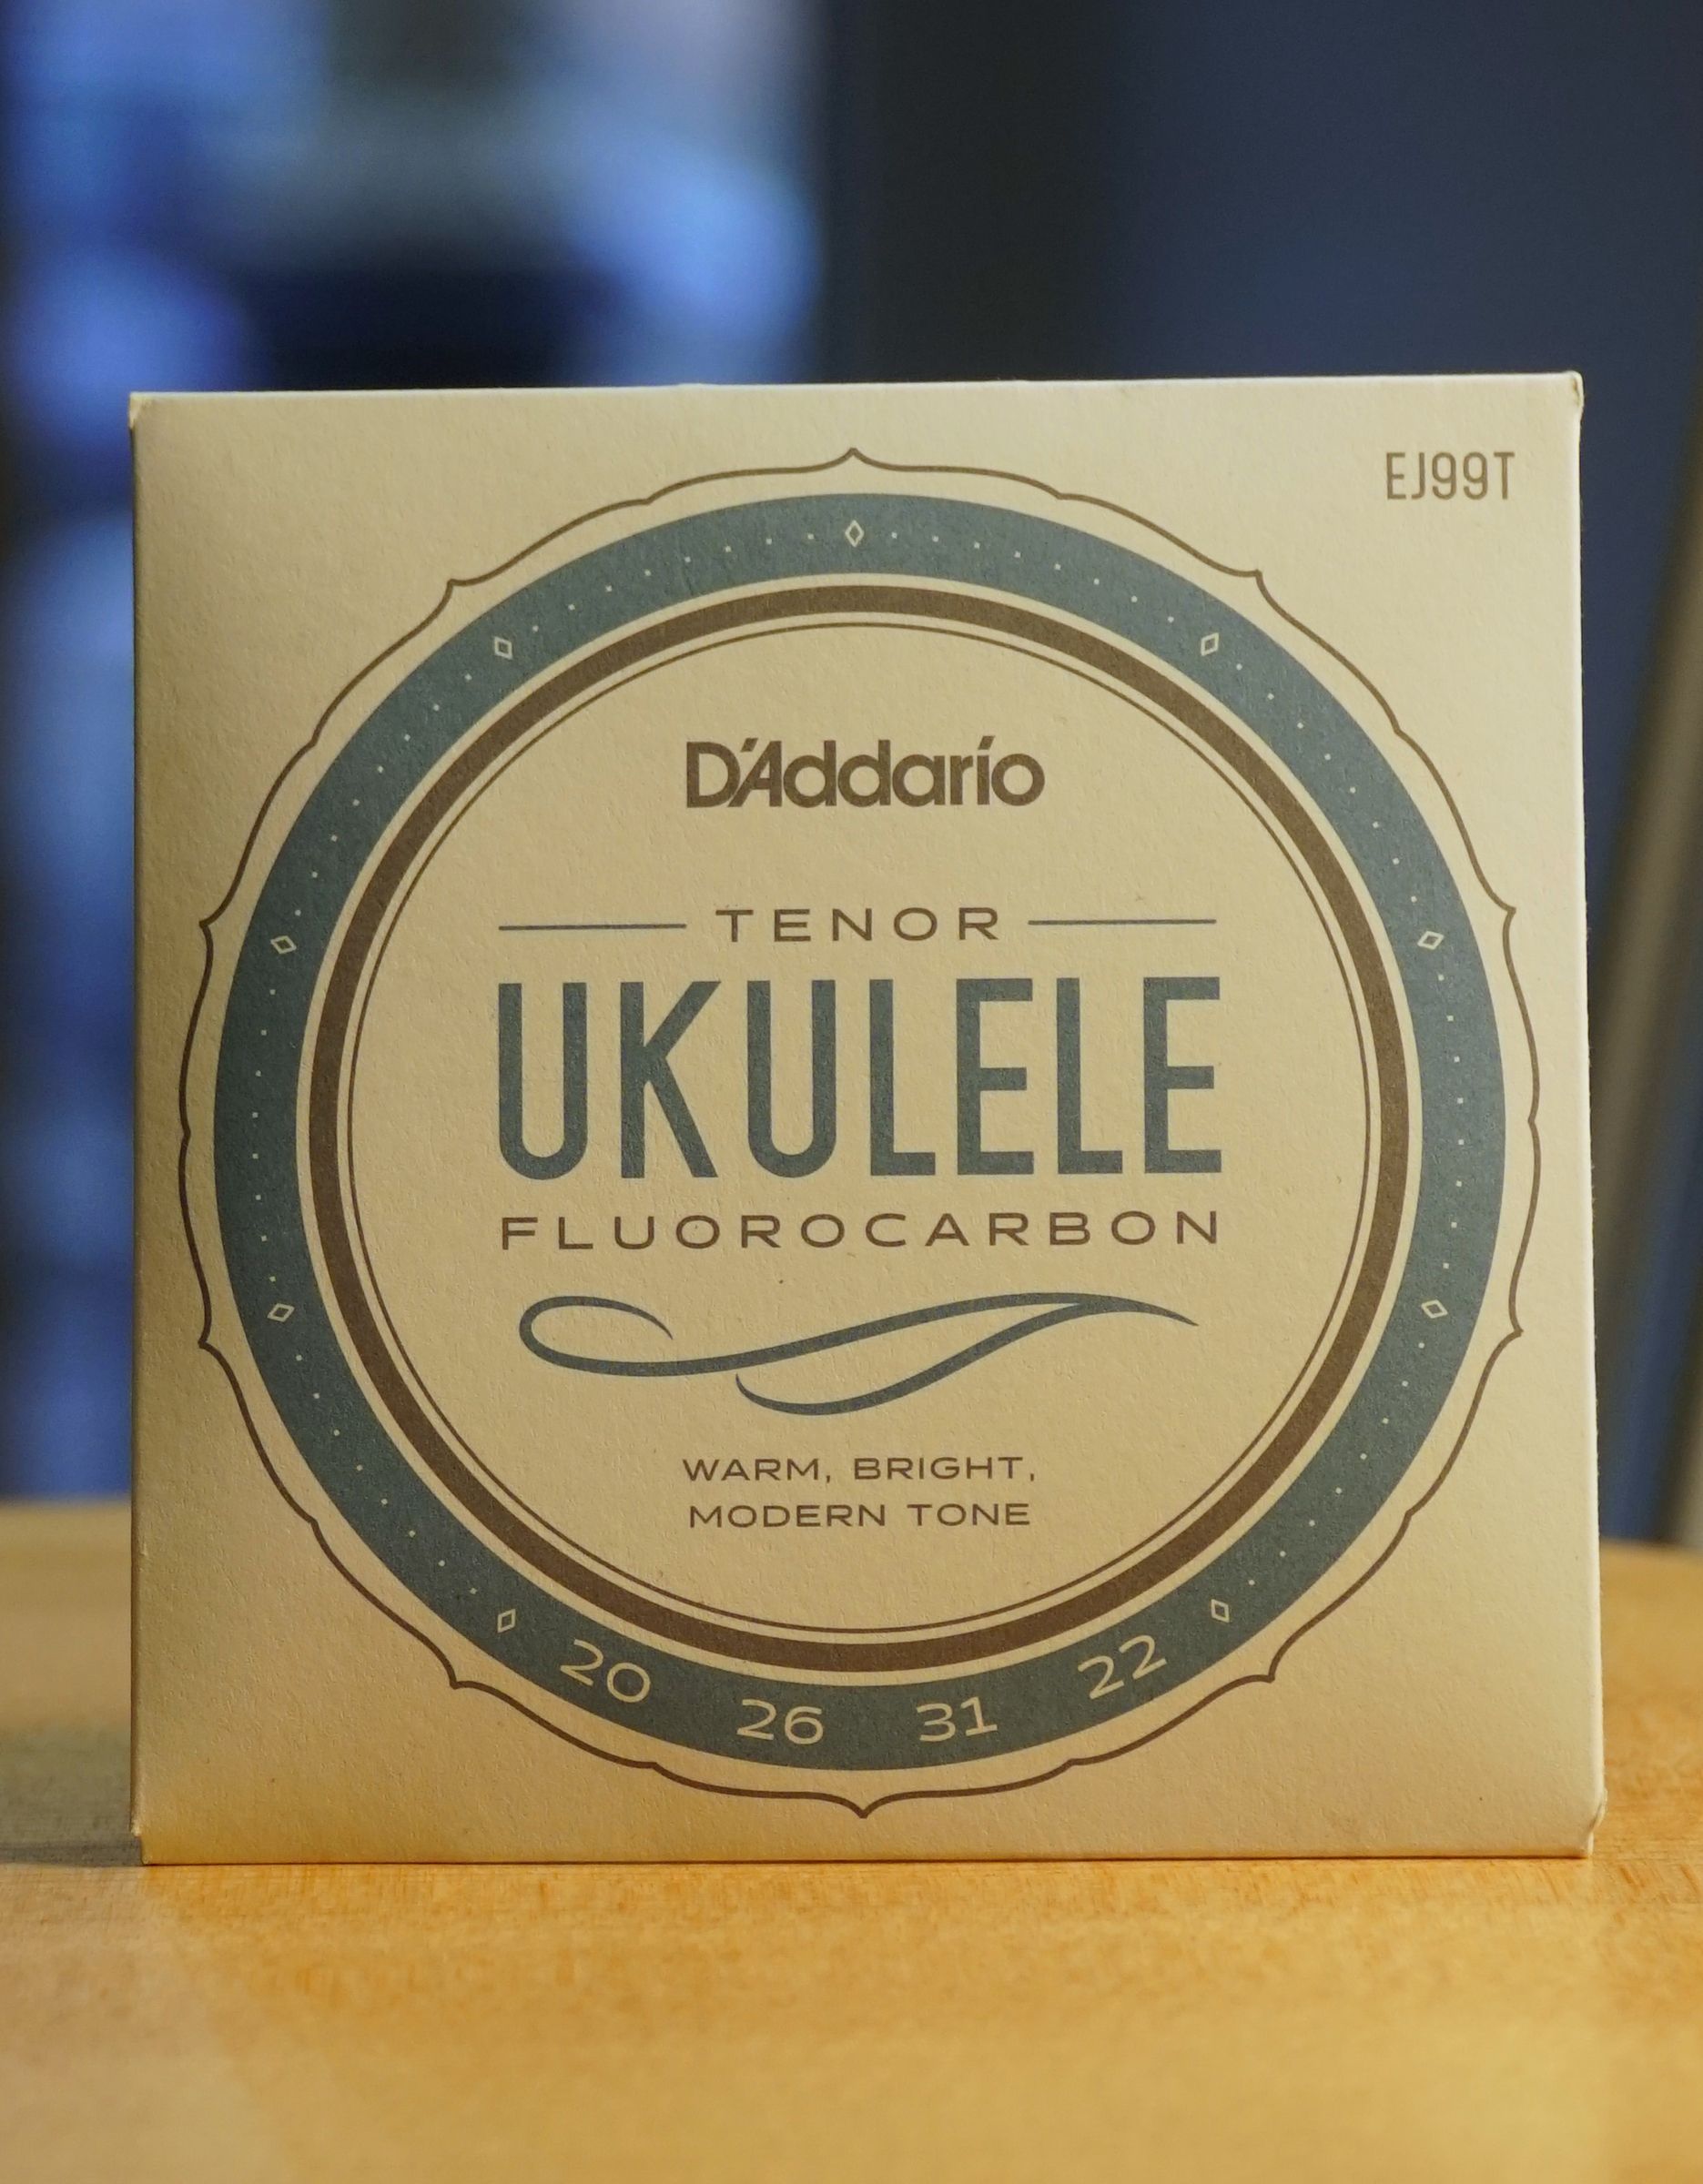 EJ99T
D'Addario
TENOR
UKULELE
FLUOROCARBON
WARM, BRIGHT,
MODERN TONE
20 26 31 22